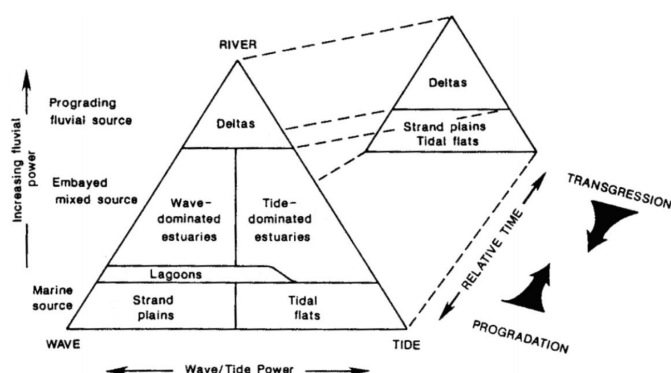 RIVER
Deltas
Prograding
fluvial source
Deltas
Strand plains
Tidal flats
Increasing fluvial
power
Embayed
mixed source
Wave-
dominated
estuaries
Tide-
dominated
estuaries
TRANSGRESSION
RELATIVE TIME
Lagoons
Marine
source
Strand
plains
Tidal
flats
PROGRADATION
WAVE
TIDE
Wave/Tide Power